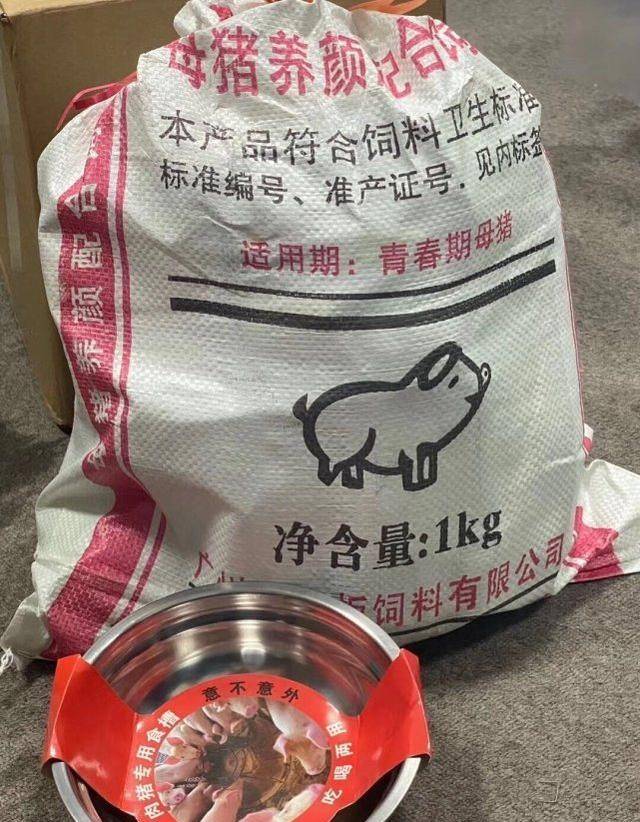 母猪养颜配合饲
本产品符合饲料卫生标准
标准编号、准产证号.见内标签
适用期：青春期母猪
净含量:1kg
饲料有限公司
猪养颜配合
意不意外
肉猪专用食槽
吃喝两用